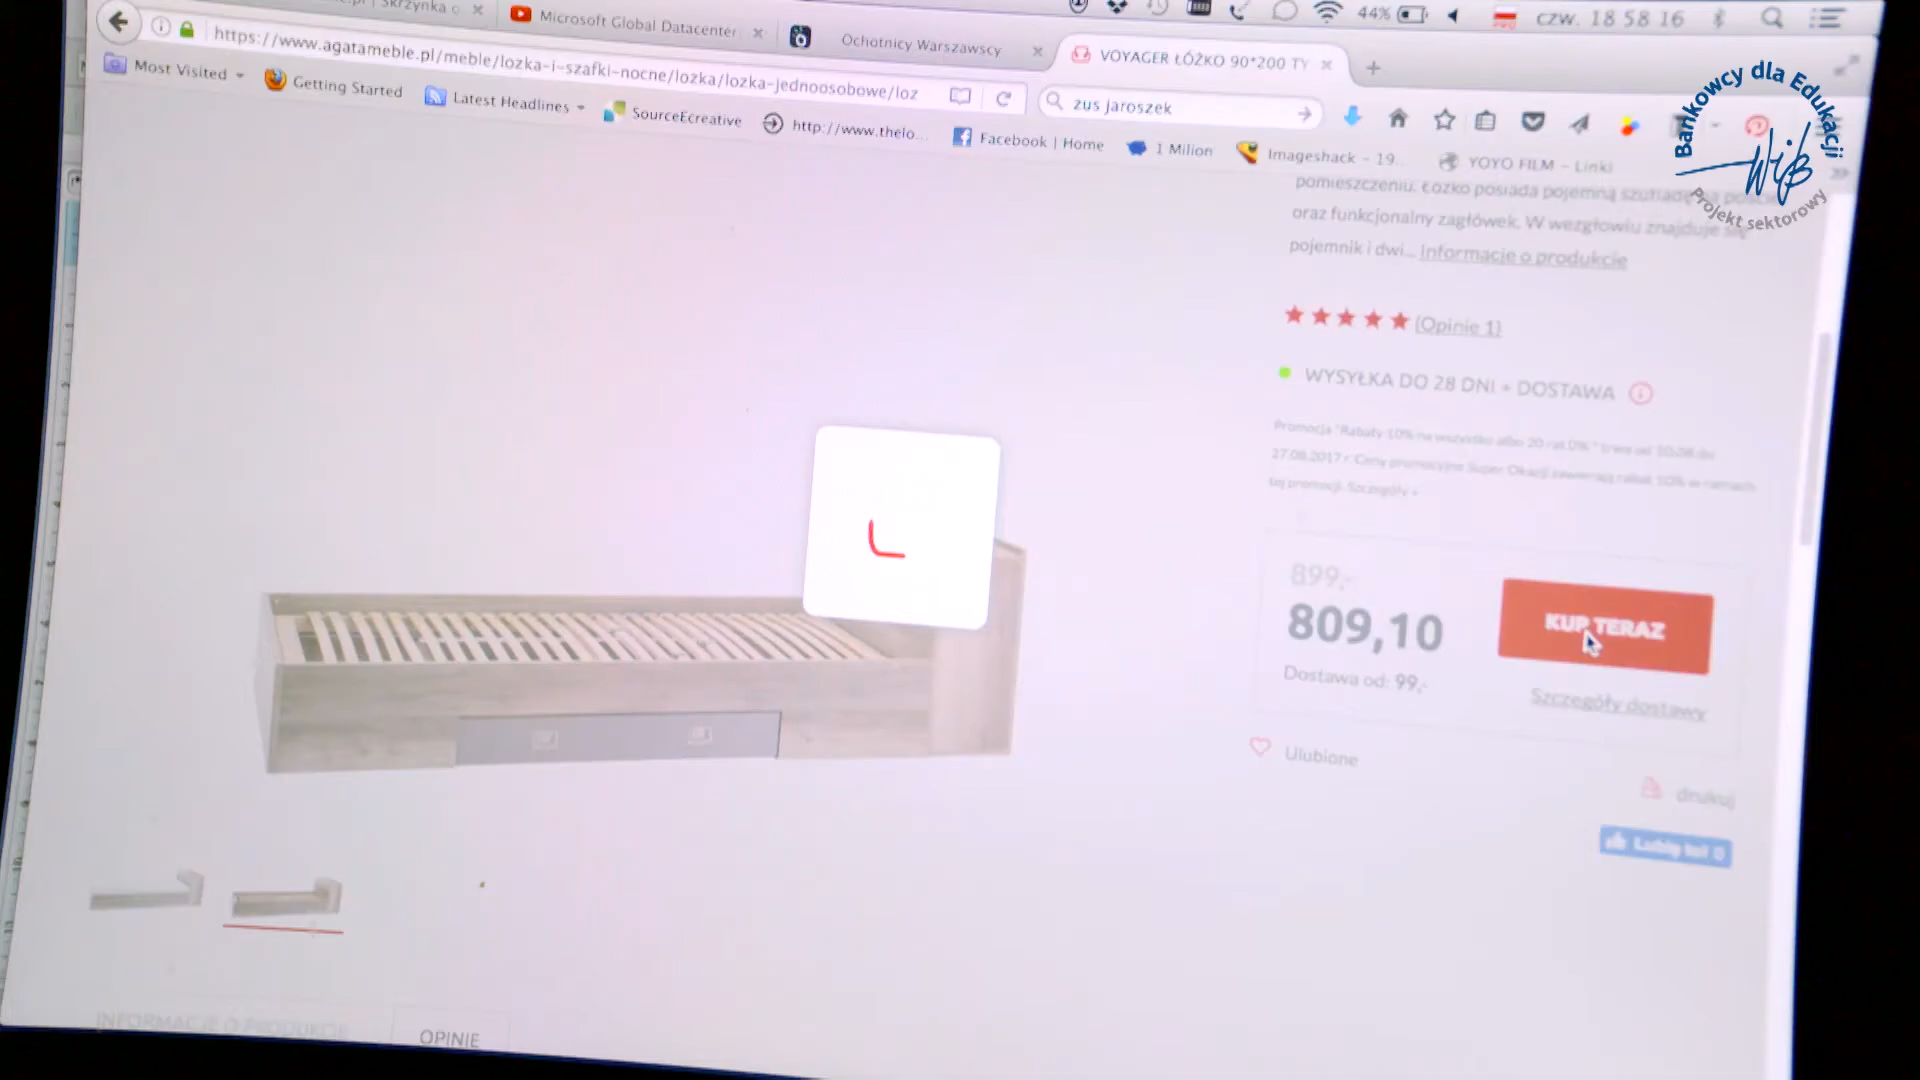 Skrzynka o
Microsoft Global Datacenter
Ochotnicy Warszawscy
VOYAGER ŁÓŻKO 90*200 TY
44%
czw. 18 58 16
https://www.agatameble.pl/meble/lozka-i-szafki-nocne/lozka/lozka-jednoosobowe/loz
zus jaroszek
Most Visited
Getting Started
Latest Headlines
SourceEcreative
http://www.theio...
Facebook | Home
1 Milion
Imageshack - 19...
YOYO FILM - Linki
Bankowcy dla Edukacji
WIB
Projekt sektorowy
pomieszczeniu. Łóżko posiada pojemną szufladę na
oraz funkcjonalny zagłówek. W wezgłowiu znajduje się
pojemnik i dwi... Informacje o produkcie
(Opinie 1)
WYSYŁKA DO 28 DNI + DOSTAWA
Promocja "Rabaty 10% na wszystko albo 20 rat 0% " trwa od 10.08 do
27.08.2017 r. Ceny promocyjne Super Okazji zawierają rabat 10% w ramach
tej promocji. Szczegóły »
899,-
809,10
KUP TERAZ
Dostawa od: 99,-
Szczegóły dostawy
Ulubione
drukuj
Lubię to! 0
INFORMACJE O PRODUKCIE
OPINIE